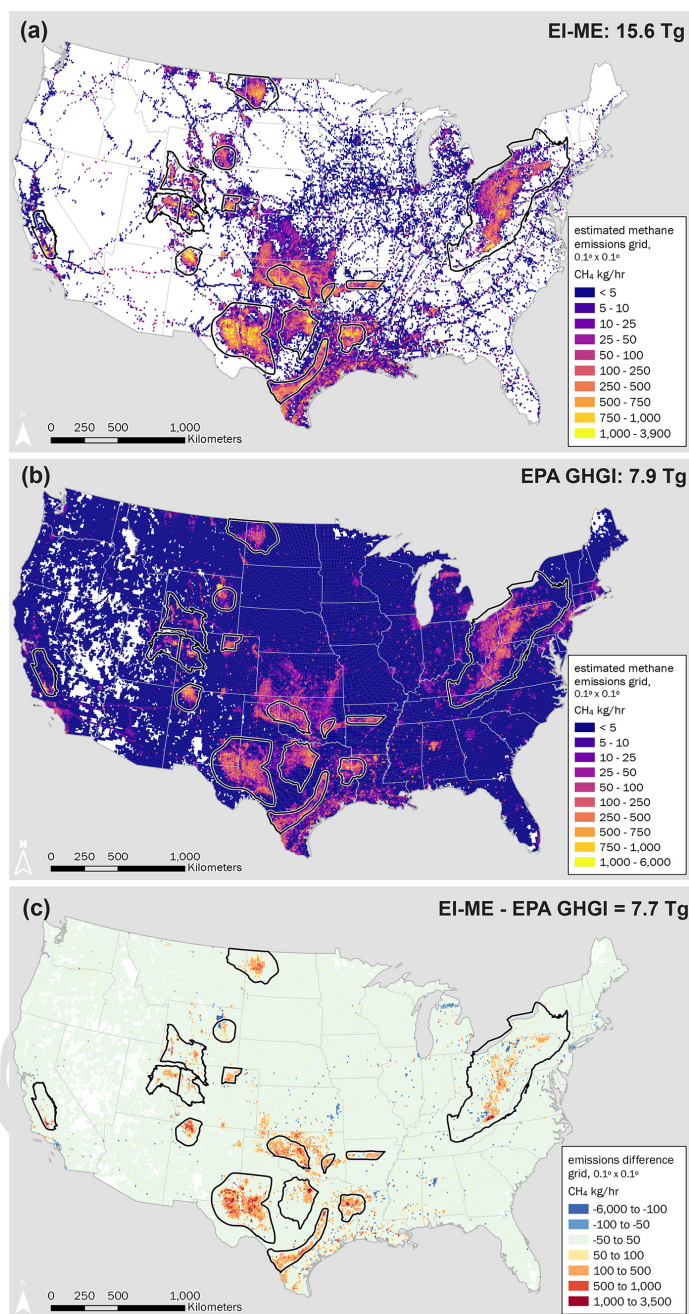 (a)
EI-ME: 15.6 Tg
estimated methane
emissions grid,
0.1º x 0.1º
CH₄ kg/hr
< 5
5 - 10
10 - 25
25 - 50
50 - 100
100 - 250
250 - 500
500 - 750
750 - 1,000
1,000 - 3,900
N
0 250 500 1,000
Kilometers
(b)
EPA GHGI: 7.9 Tg
estimated methane
emissions grid,
0.1º x 0.1º
CH₄ kg/hr
< 5
5 - 10
10 - 25
25 - 50
50 - 100
100 - 250
250 - 500
500 - 750
750 - 1,000
1,000 - 6,000
N
0 250 500 1,000
Kilometers
(c)
EI-ME - EPA GHGI = 7.7 Tg
emissions difference
grid, 0.1º x 0.1º
CH₄ kg/hr
-6,000 to -100
-100 to -50
-50 to 50
50 to 100
100 to 500
500 to 1,000
1,000 to 3,500
N
0 250 500 1,000
Kilometers